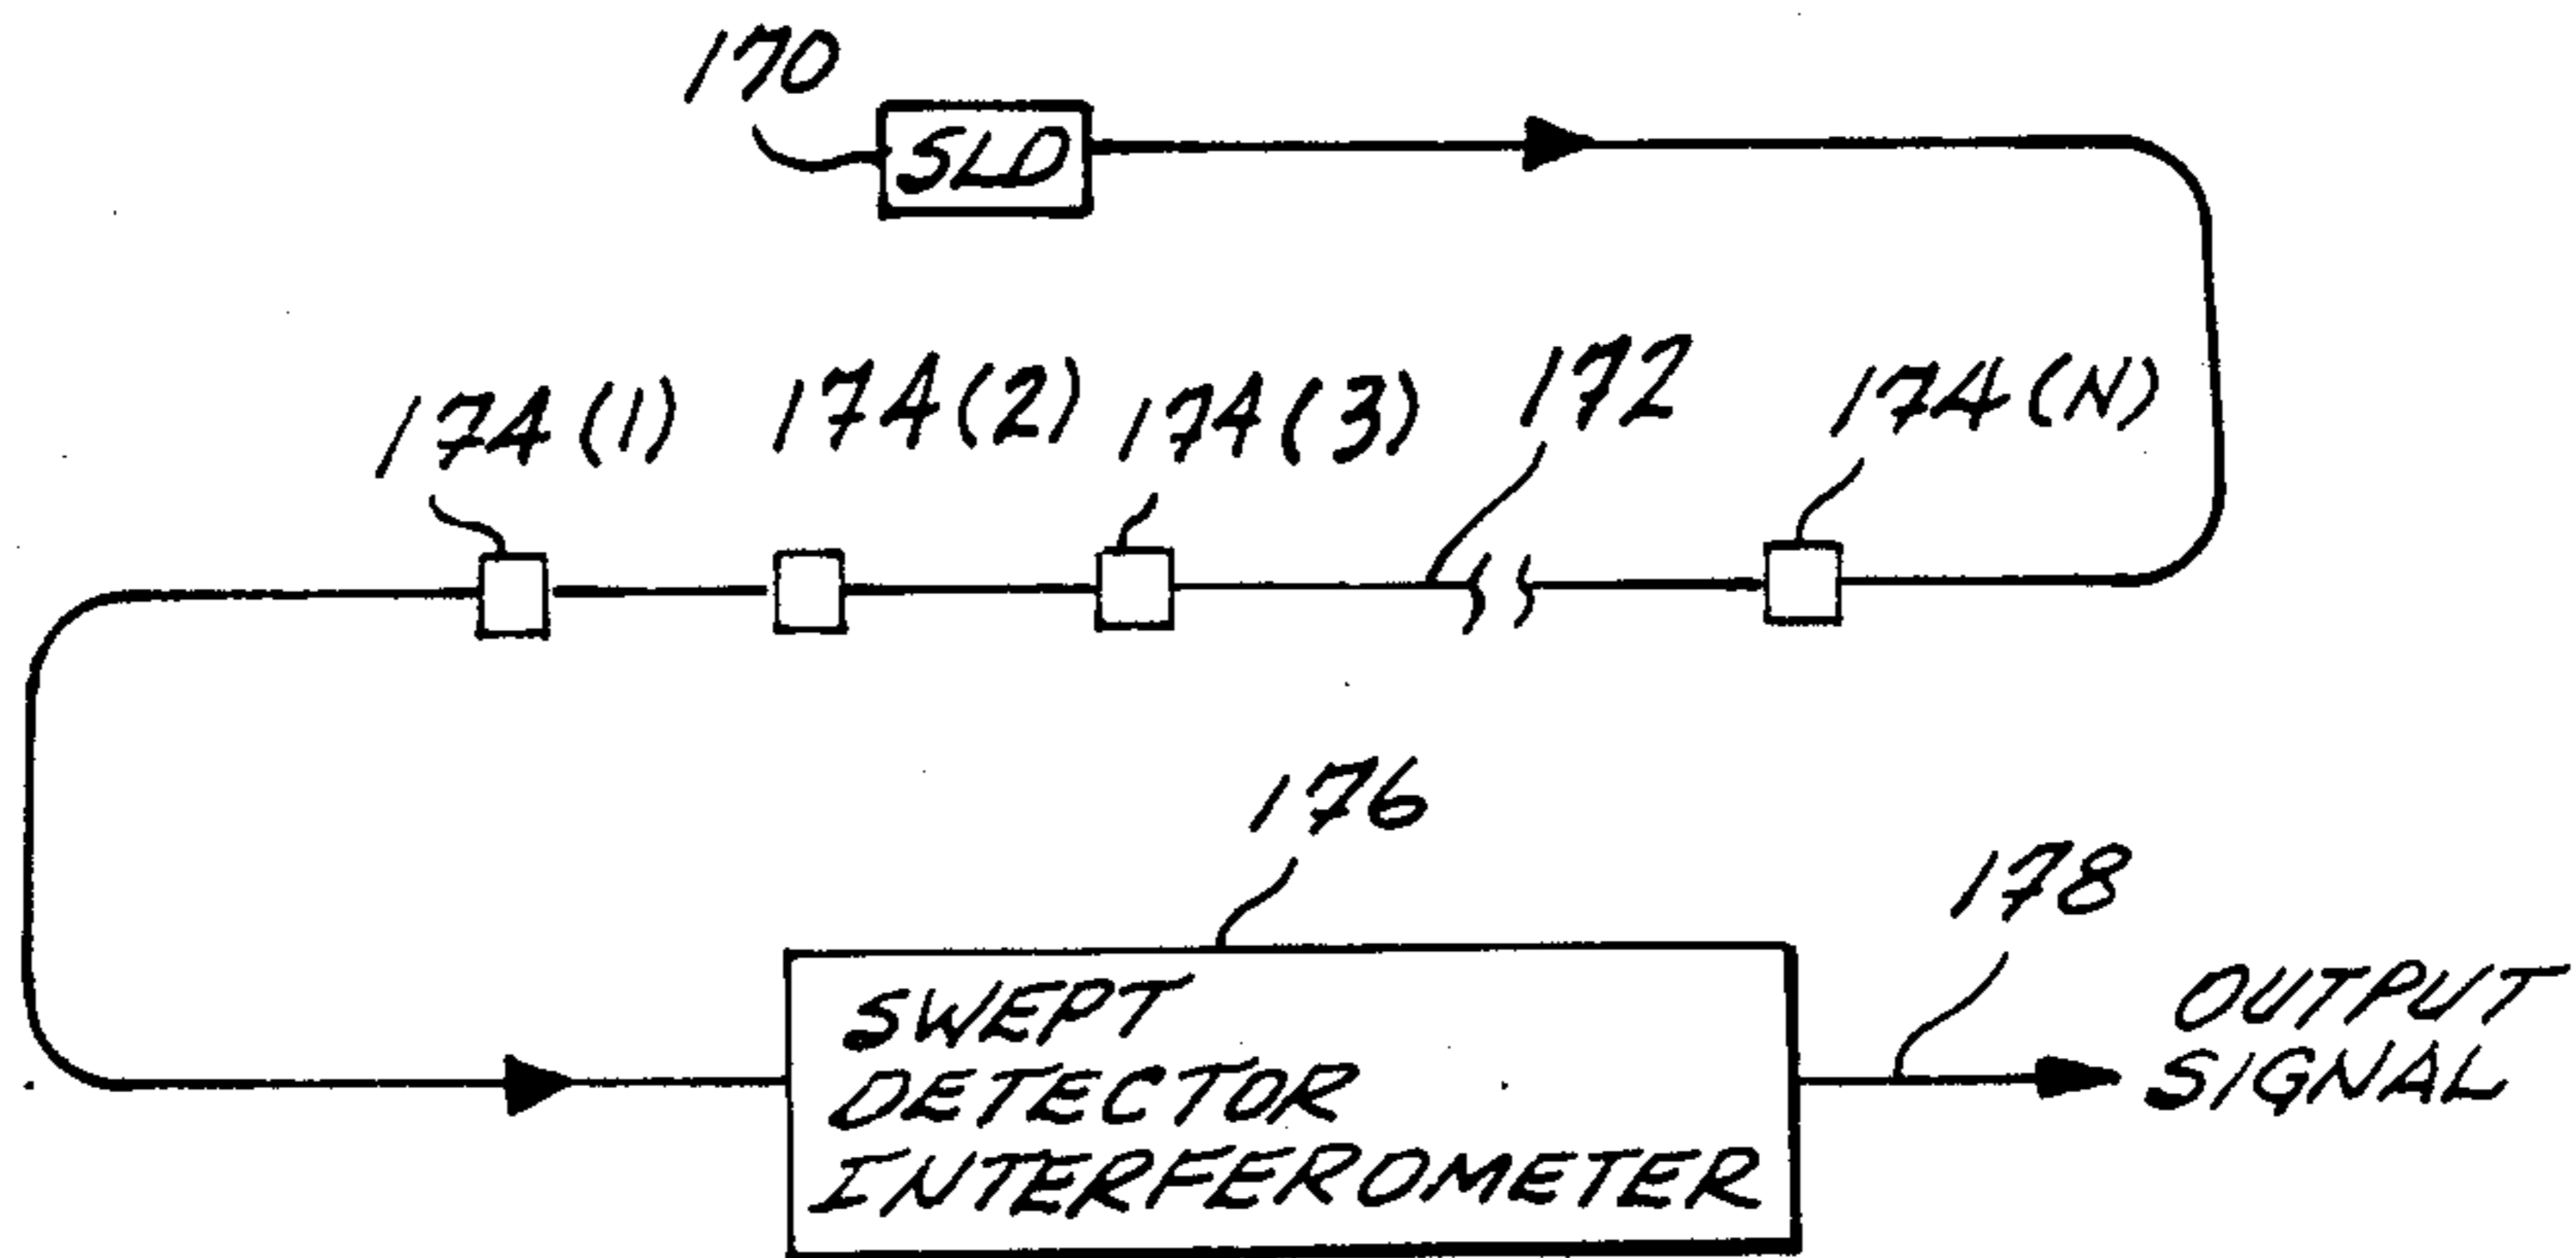 170
SLD
174(1)
174(2)
174(3)
172
174(N)
176
178
SWEPT
DETECTOR
INTERFEROMETER
OUTPUT
SIGNAL